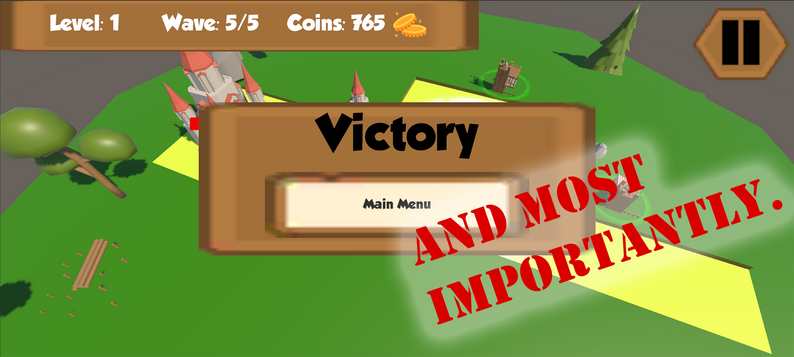 Level: 1 Wave: 5/5 Coins: 765
Victory
Main Menu
AND MOST
IMPORTANTLY.